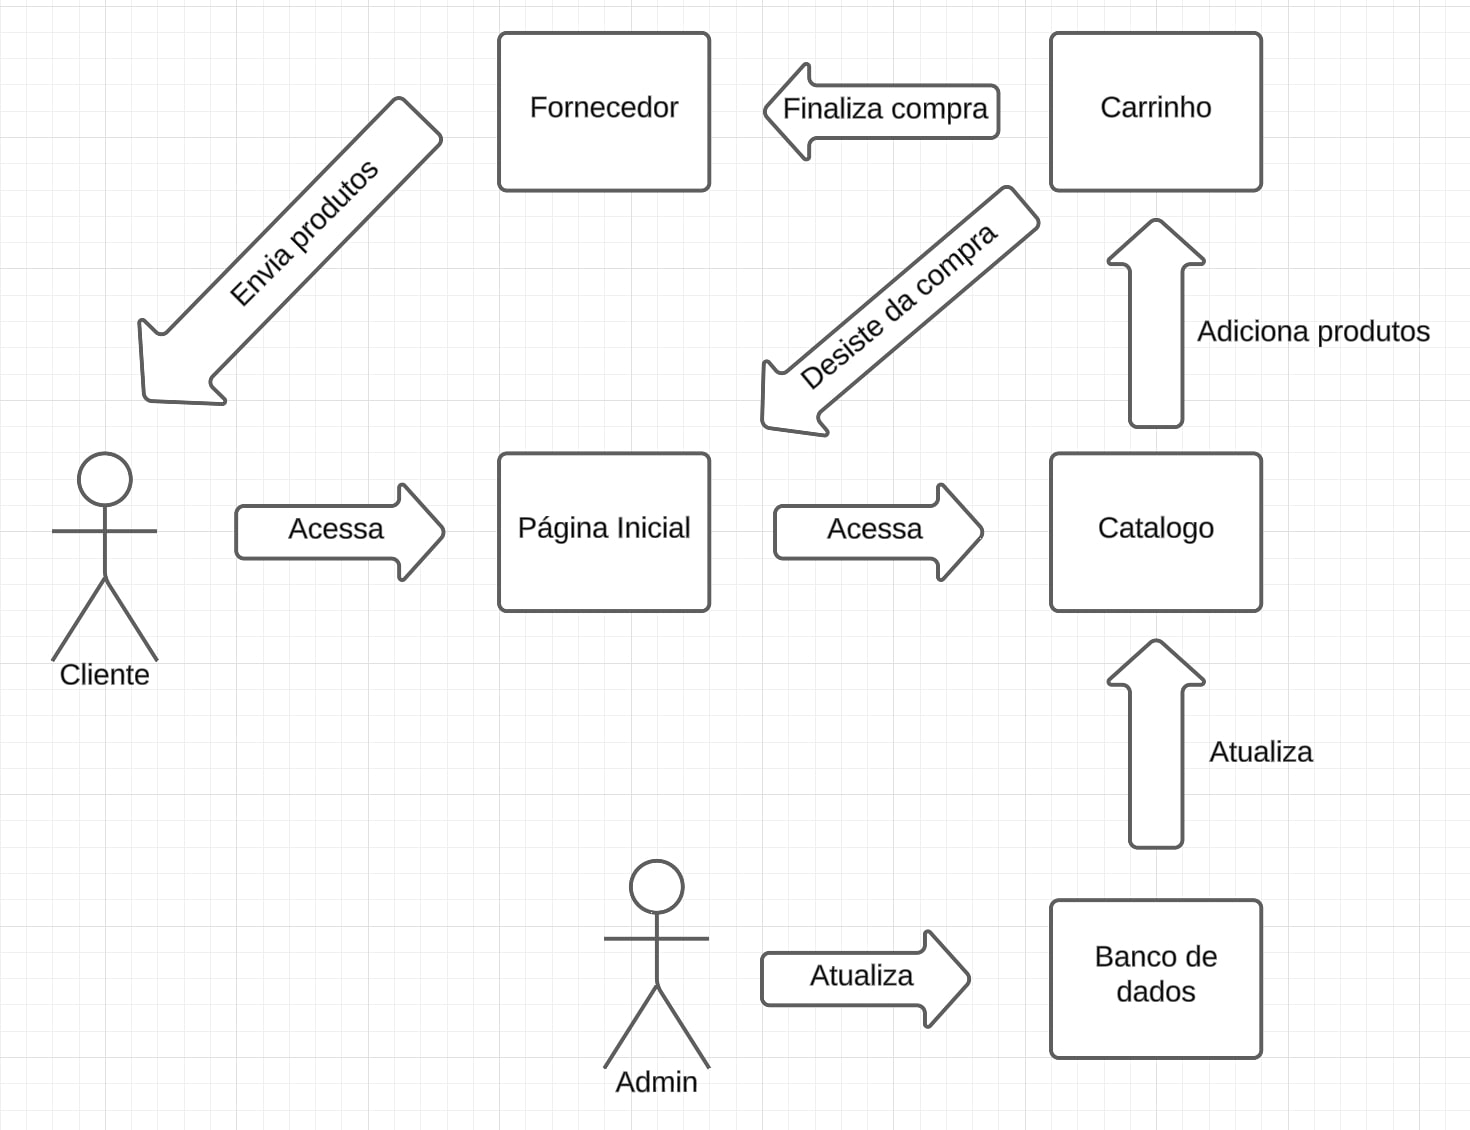 Fornecedor
Finaliza compra
Carrinho
Envia produtos
Desiste da compra
Adiciona produtos
Cliente
Acessa
Página Inicial
Acessa
Catalogo
Atualiza
Admin
Atualiza
Banco de
dados